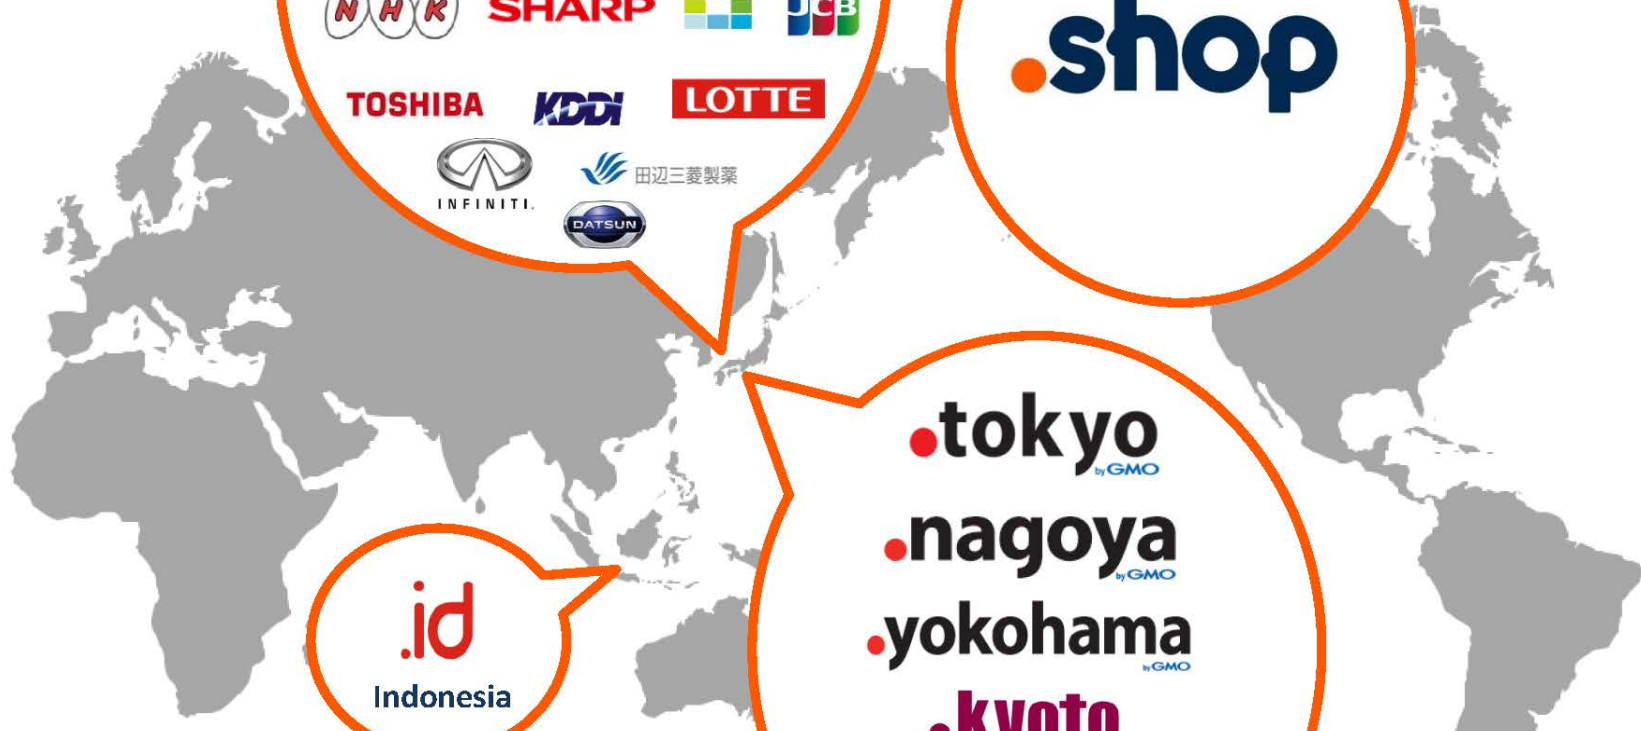 NHK SHARP JCB
.shop
TOSHIBA KDDI LOTTE
INFINITI.
田辺三菱製薬
DATSUN
.tokyo
by GMO
.nagoya
by GMO
.yokohama
by GMO
.kyoto
.id
Indonesia